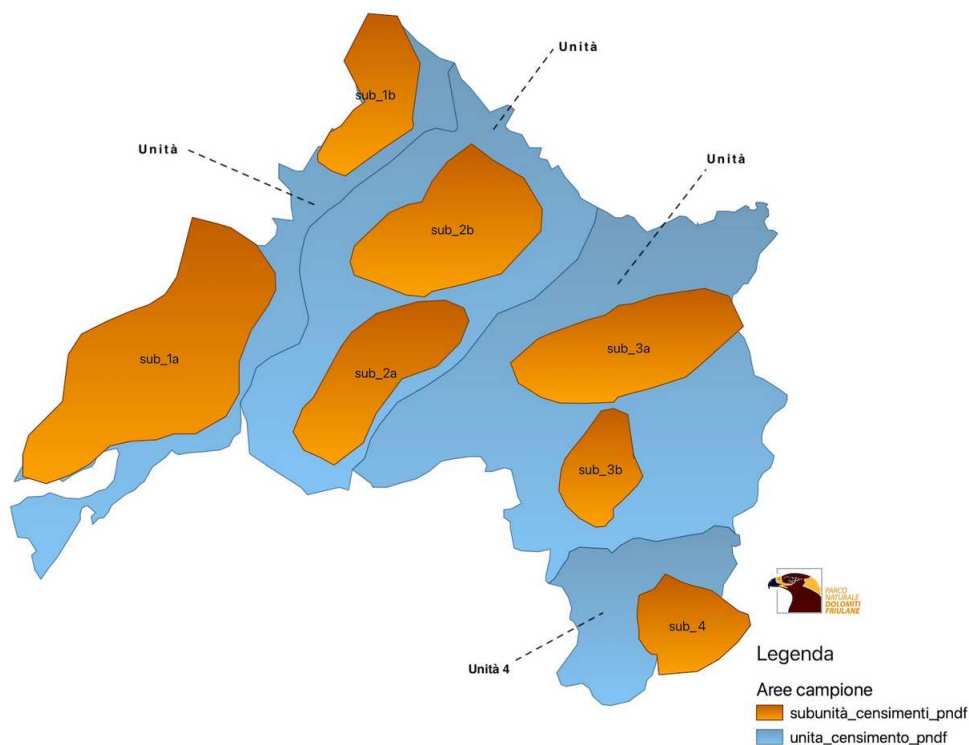 Unità
sub_1b
Unità
Unità
sub_2b
sub_1a
sub_2a
sub_3a
sub_3b
sub_4
Unità 4
PARCO
NATURALE
DOLOMITI
FRIULANE
Legenda
Aree campione
subunità_censimenti_pndf
unita_censimento_pndf